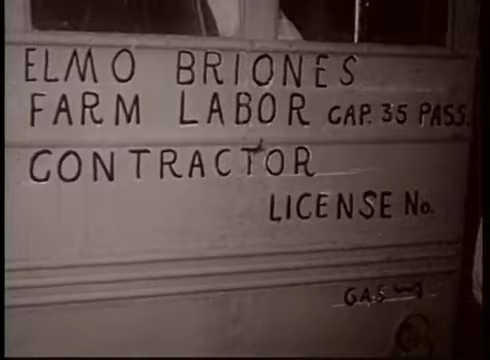 ELMO BRIONES
FARM LABOR CAP. 35 PASS.
CONTRACTOR
LICENSE No.
GAS